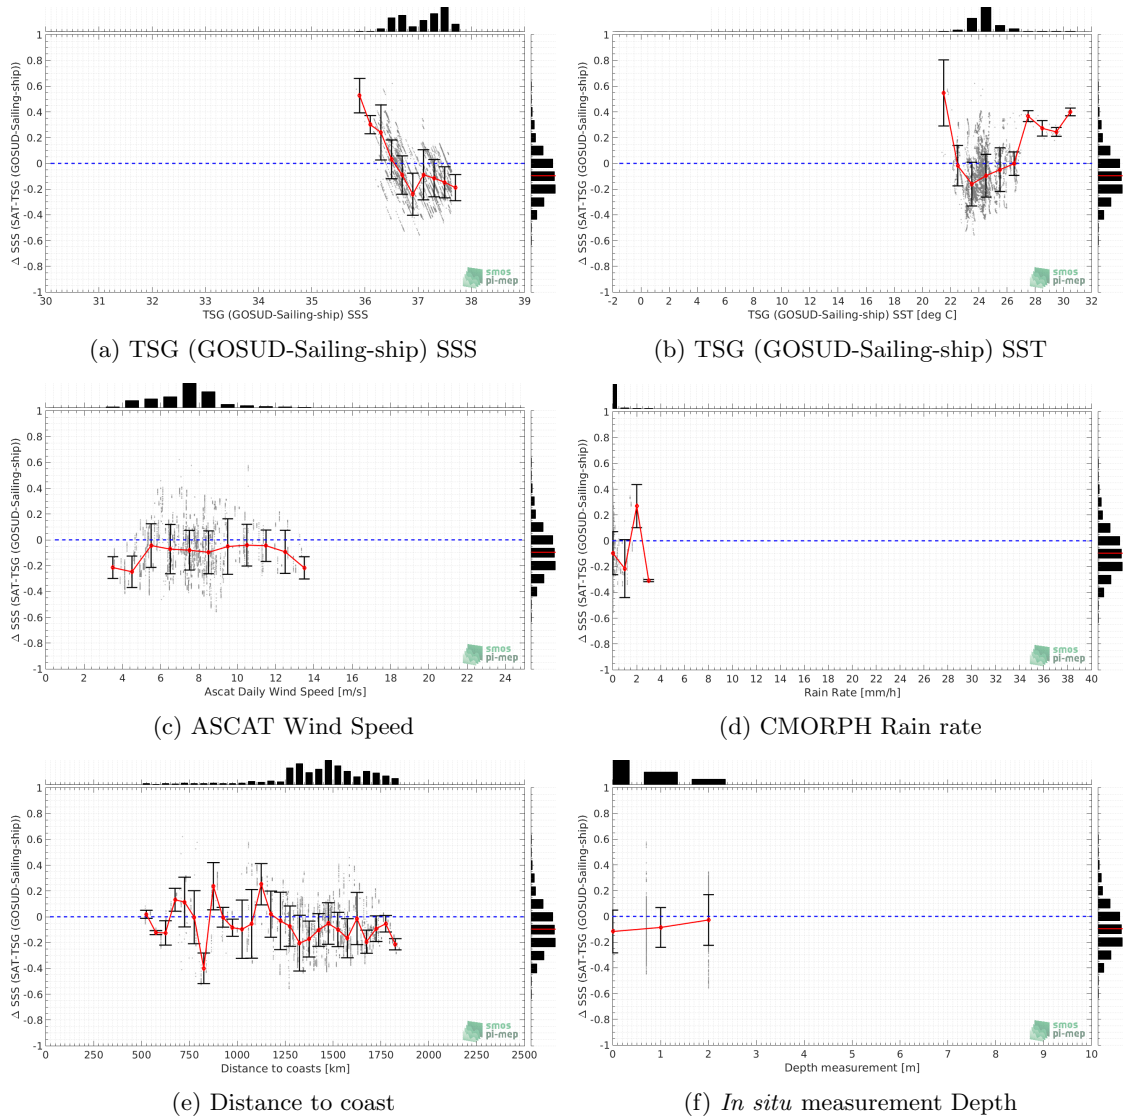 1
0.8
0.6
0.4
0.2
0
-0.2
-0.4
-0.6
-0.8
-1
Δ SSS (SAT-TSG (GOSUD-Sailing-ship))
30 31 32 33 34 35 36 37 38 39
TSG (GOSUD-Sailing-ship) SSS
smos
pi-mep
(a) TSG (GOSUD-Sailing-ship) SSS
1
0.8
0.6
0.4
0.2
0
-0.2
-0.4
-0.6
-0.8
-1
Δ SSS (SAT-TSG (GOSUD-Sailing-ship))
-2 0 2 4 6 8 10 12 14 16 18 20 22 24 26 28 30 32
TSG (GOSUD-Sailing-ship) SST [deg C]
smos
pi-mep
(b) TSG (GOSUD-Sailing-ship) SST
1
0.8
0.6
0.4
0.2
0
-0.2
-0.4
-0.6
-0.8
-1
Δ SSS (SAT-TSG (GOSUD-Sailing-ship))
0 2 4 6 8 10 12 14 16 18 20 22 24
Ascat Daily Wind Speed [m/s]
smos
pi-mep
(c) ASCAT Wind Speed
1
0.8
0.6
0.4
0.2
0
-0.2
-0.4
-0.6
-0.8
-1
Δ SSS (SAT-TSG (GOSUD-Sailing-ship))
0 2 4 6 8 10 12 14 16 18 20 22 24 26 28 30 32 34 36 38 40
Rain Rate [mm/h]
smos
pi-mep
(d) CMORPH Rain rate
1
0.8
0.6
0.4
0.2
0
-0.2
-0.4
-0.6
-0.8
-1
Δ SSS (SAT-TSG (GOSUD-Sailing-ship))
0 250 500 750 1000 1250 1500 1750 2000 2250 2500
Distance to coasts [km]
smos
pi-mep
(e) Distance to coast
1
0.8
0.6
0.4
0.2
0
-0.2
-0.4
-0.6
-0.8
-1
Δ SSS (SAT-TSG (GOSUD-Sailing-ship))
0 1 2 3 4 5 6 7 8 9 10
Depth measurement [m]
smos
pi-mep
(f) In situ measurement Depth